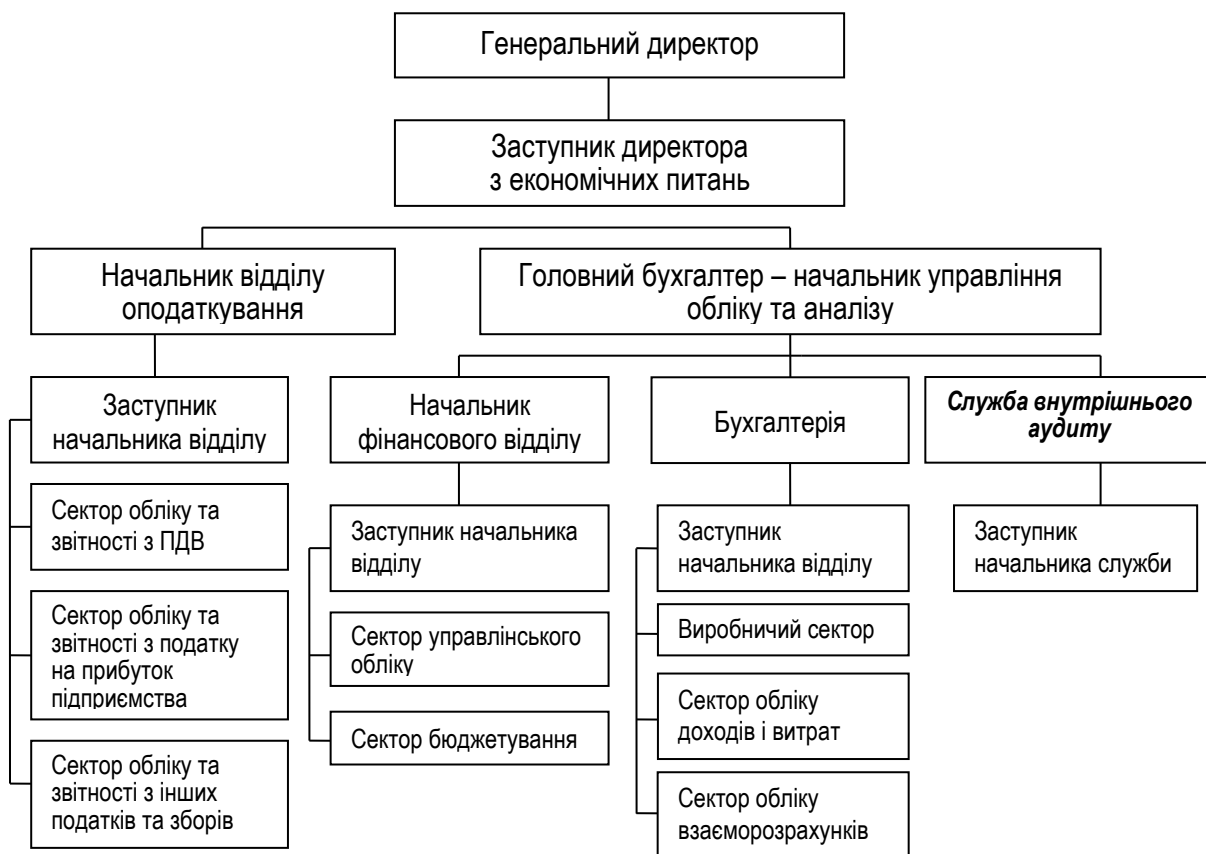 Генеральний директор
Заступник директора
з економічних питань
Начальник відділу
оподаткування
Головний бухгалтер – начальник управління
обліку та аналізу
Заступник
начальника відділу
Начальник
фінансового відділу
Бухгалтерія
Служба внутрішнього
аудиту
Сектор обліку та
звітності з ПДВ
Заступник начальника
відділу
Заступник
начальника відділу
Заступник
начальника служби
Сектор обліку та
звітності з податку
на прибуток
підприємства
Сектор управлінського
обліку
Виробничий сектор
Сектор обліку
доходів і витрат
Сектор бюджетування
Сектор обліку та
звітності з інших
податків та зборів
Сектор обліку
взаєморозрахунків